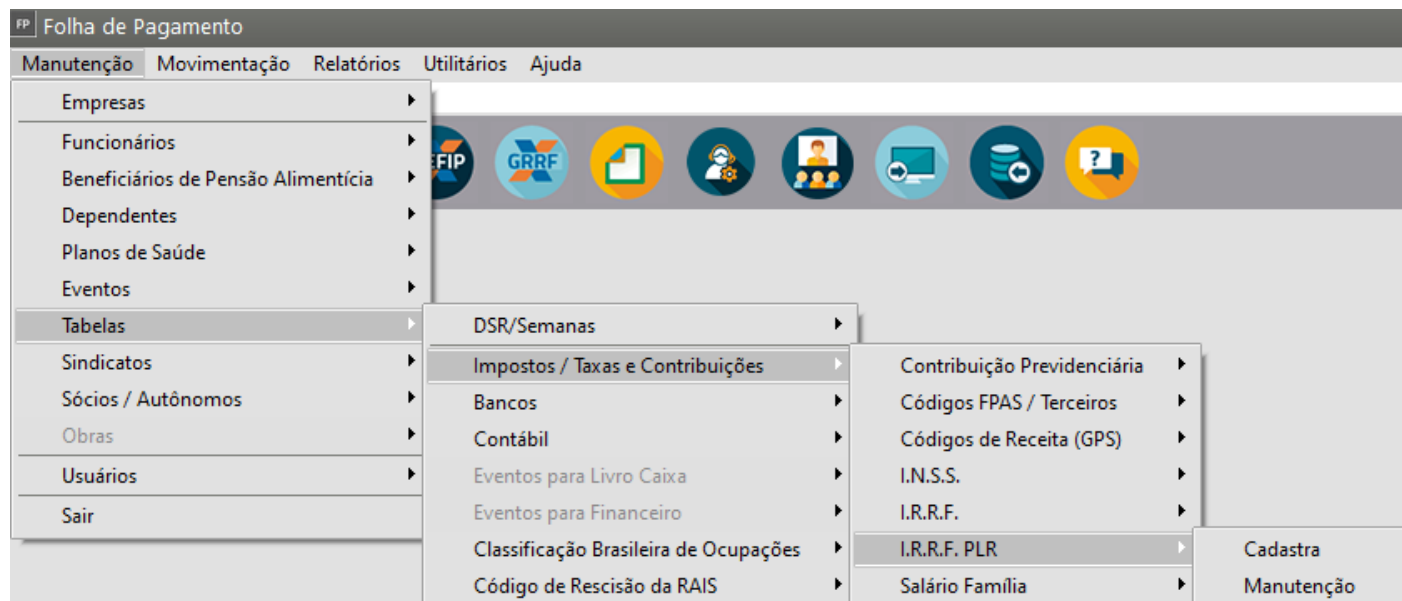 FP Folha de Pagamento
Manutenção Movimentação Relatórios Utilitários Ajuda
Empresas
Funcionários
Beneficiários de Pensão Alimentícia
Dependentes
Planos de Saúde
Eventos
Tabelas
Sindicatos
Sócios / Autônomos
Obras
Usuários
Sair
EFIP
GRRF
?
DSR/Semanas
Impostos / Taxas e Contribuições
Bancos
Contábil
Eventos para Livro Caixa
Eventos para Financeiro
Classificação Brasileira de Ocupações
Código de Rescisão da RAIS
Contribuição Previdenciária
Códigos FPAS / Terceiros
Códigos de Receita (GPS)
I.N.S.S.
I.R.R.F.
I.R.R.F. PLR
Salário Família
Cadastra
Manutenção